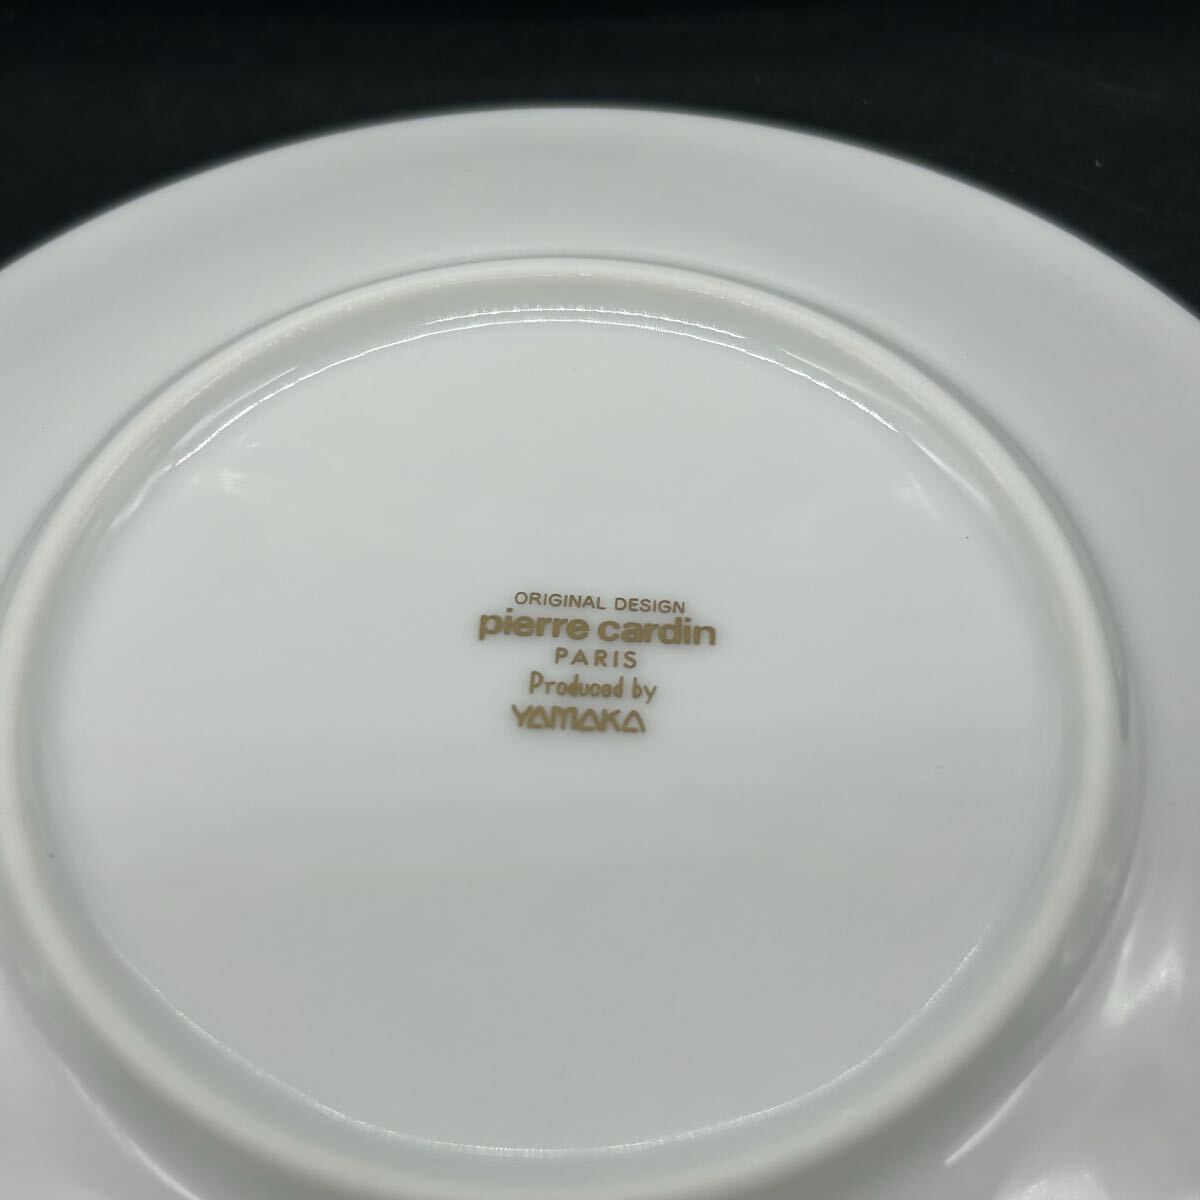 ORIGINAL DESIGN
pierre cardin
PARIS
Produced by
YAMAKA